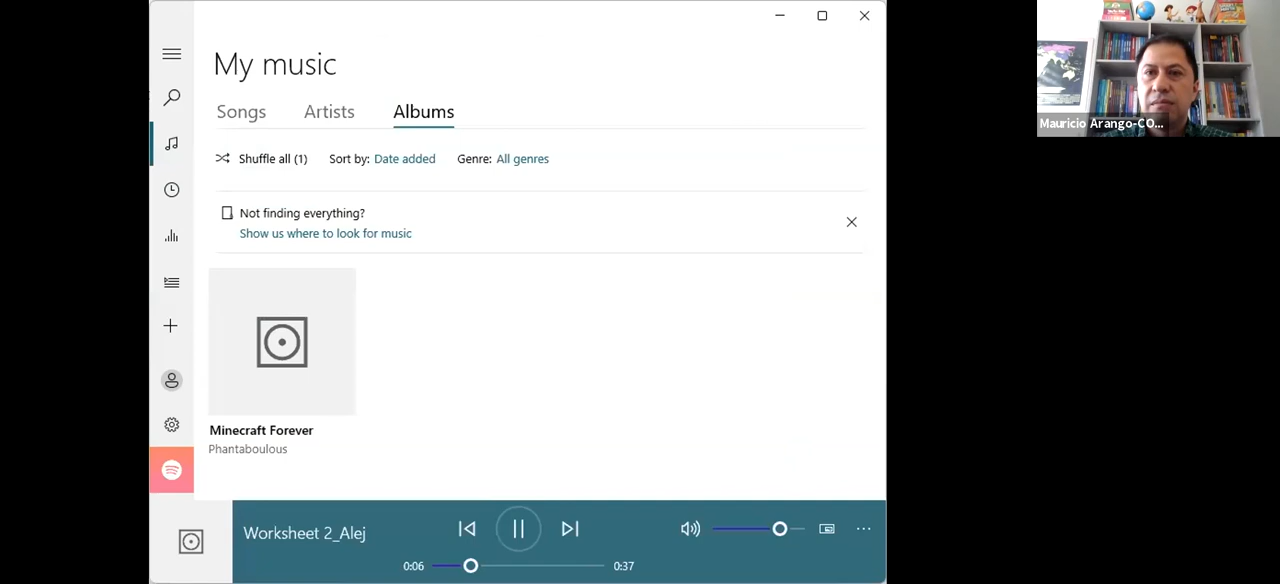 My music
Songs Artists Albums
Shuffle all (1) Sort by: Date added Genre: All genres
Not finding everything?
Show us where to look for music
Minecraft Forever
Phantaboulous
Worksheet 2_Alej
0:06 0:37
Mauricio Arango-CO...